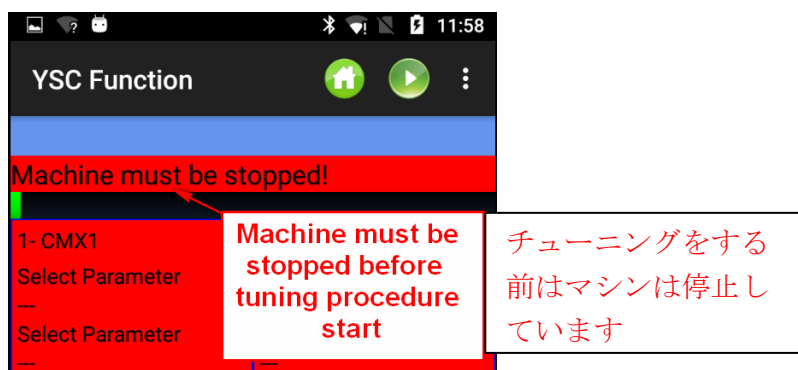 11:58
YSC Function
Machine must be stopped!
1- CMX1
Select Parameter
---
Select Parameter
---
---
Machine must be
stopped before
tuning procedure
start
チューニングをする
前はマシンは停止し
ています